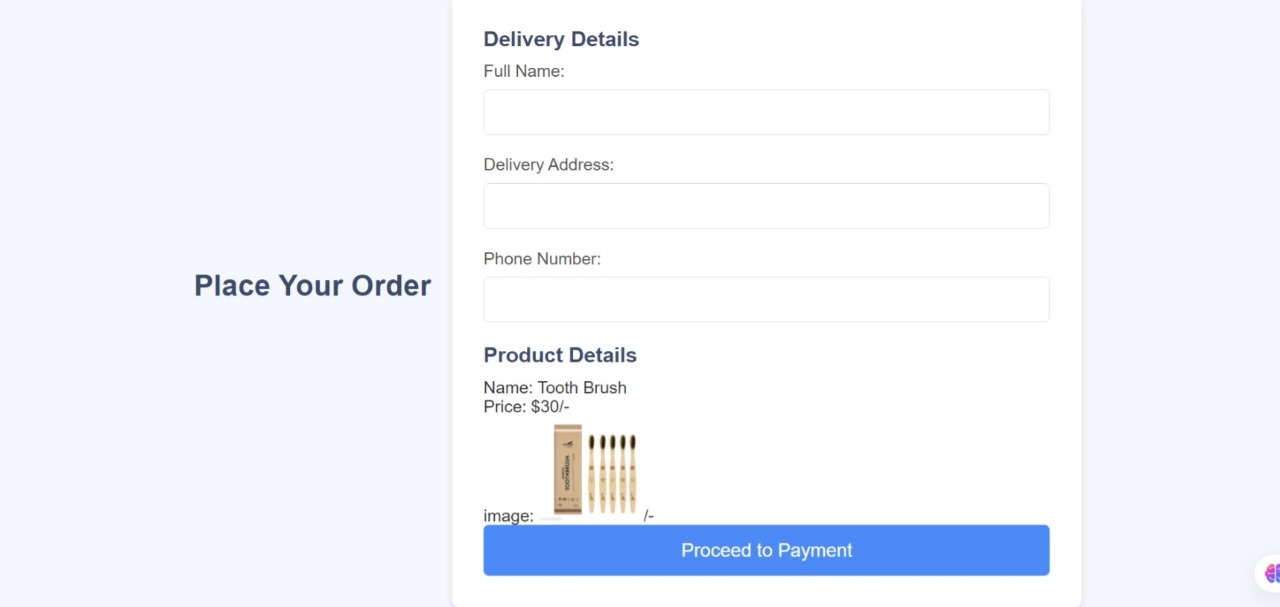 Delivery Details
Full Name:
Delivery Address:
Phone Number:
Place Your Order
Product Details
Name: Tooth Brush
Price: $30/-
TOOTHBRUSH
image: /-
Proceed to Payment